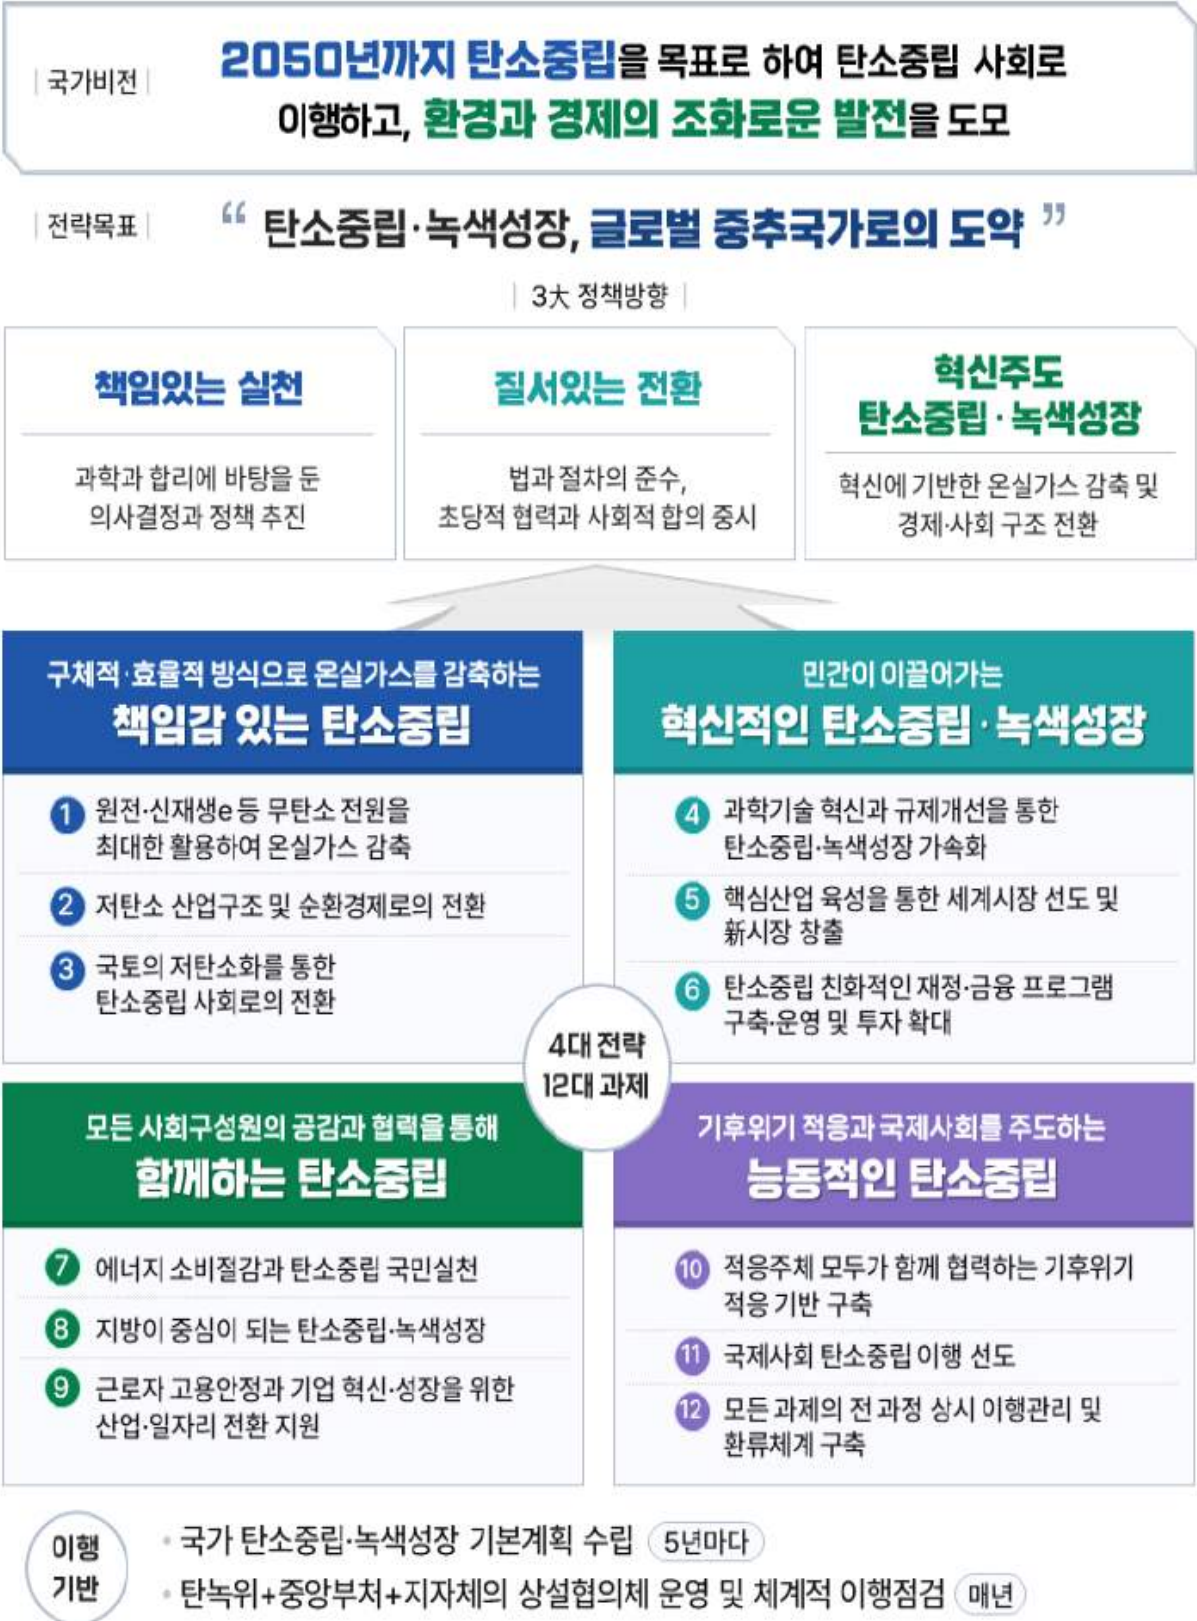 | 국가비전 |
2050년까지 탄소중립을 목표로 하여 탄소중립 사회로
이행하고, 환경과 경제의 조화로운 발전을 도모
| 전략목표 |
“ 탄소중립·녹색성장, 글로벌 중추국가로의 도약 ”
| 3大 정책방향 |
책임있는 실천
과학과 합리에 바탕을 둔
의사결정과 정책 추진
질서있는 전환
법과 절차의 준수,
초당적 협력과 사회적 합의 중시
혁신주도
탄소중립·녹색성장
혁신에 기반한 온실가스 감축 및
경제·사회 구조 전환
구체적·효율적 방식으로 온실가스를 감축하는
책임감 있는 탄소중립
1 원전·신재생e 등 무탄소 전원을
최대한 활용하여 온실가스 감축
2 저탄소 산업구조 및 순환경제로의 전환
3 국토의 저탄소화를 통한
탄소중립 사회로의 전환
민간이 이끌어가는
혁신적인 탄소중립·녹색성장
4 과학기술 혁신과 규제개선을 통한
탄소중립·녹색성장 가속화
5 핵심산업 육성을 통한 세계시장 선도 및
新시장 창출
6 탄소중립 친화적인 재정·금융 프로그램
구축·운영 및 투자 확대
4대 전략
12대 과제
모든 사회구성원의 공감과 협력을 통해
함께하는 탄소중립
7 에너지 소비절감과 탄소중립 국민실천
8 지방이 중심이 되는 탄소중립·녹색성장
9 근로자 고용안정과 기업 혁신·성장을 위한
산업·일자리 전환 지원
기후위기 적응과 국제사회를 주도하는
능동적인 탄소중립
10 적응주체 모두가 함께 협력하는 기후위기
적응 기반 구축
11 국제사회 탄소중립 이행 선도
12 모든 과제의 전 과정 상시 이행관리 및
환류체계 구축
이행
기반
• 국가 탄소중립·녹색성장 기본계획 수립 5년마다
• 탄녹위+중앙부처+지자체의 상설협의체 운영 및 체계적 이행점검 매년